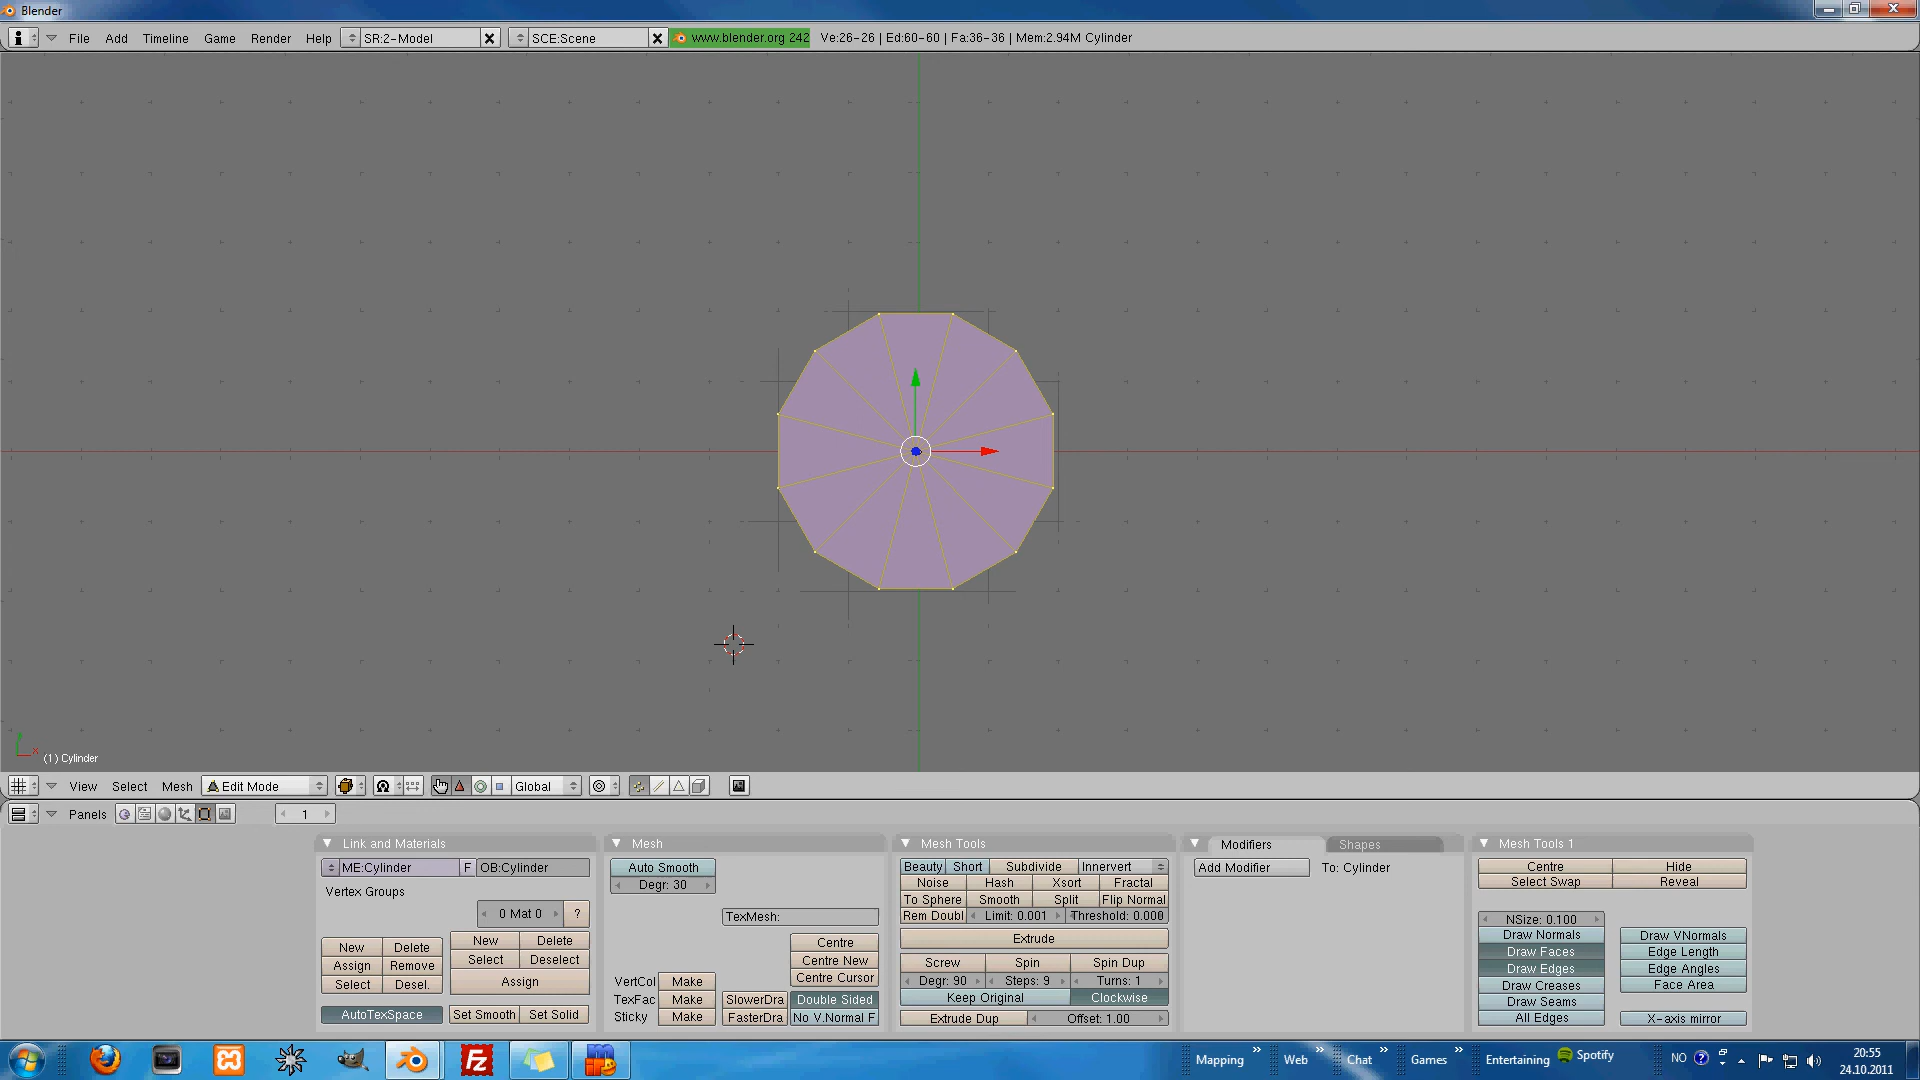 Blender
File Add Timeline Game Render Help SR:2-Model SCE:Scene www.blender.org 242 Ve:26-26 | Ed:60-60 | Fa:36-36 | Mem:2.94M Cylinder
y
x
(1) Cylinder
View Select Mesh Edit Mode Global
Panels 1
Link and Materials
ME:Cylinder F OB:Cylinder
Vertex Groups
0 Mat 0 ?
New Delete New Delete
Assign Remove Select Deselect
Select Desel. Assign
AutoTexSpace Set Smooth Set Solid
Mesh
Auto Smooth
Degr: 30
TexMesh:
Centre
Centre New
Centre Cursor
VertCol Make
TexFac Make SlowerDra Double Sided
Sticky Make FasterDra No V.Normal F
Mesh Tools
Beauty Short Subdivide Innervert
Noise Hash Xsort Fractal
To Sphere Smooth Split Flip Normal
Rem Doubl Limit: 0.001 Threshold: 0.000
Extrude
Screw Spin Spin Dup
Degr: 90 Steps: 9 Turns: 1
Keep Original Clockwise
Extrude Dup Offset: 1.00
Modifiers Shapes
Add Modifier To: Cylinder
Mesh Tools 1
Centre Hide
Select Swap Reveal
NSize: 0.100
Draw Normals Draw VNormals
Draw Faces Edge Length
Draw Edges Edge Angles
Draw Creases Face Area
Draw Seams
All Edges X-axis mirror
Fz
Mapping Web Chat Games Entertaining Spotify NO ?
20:55
24.10.2011